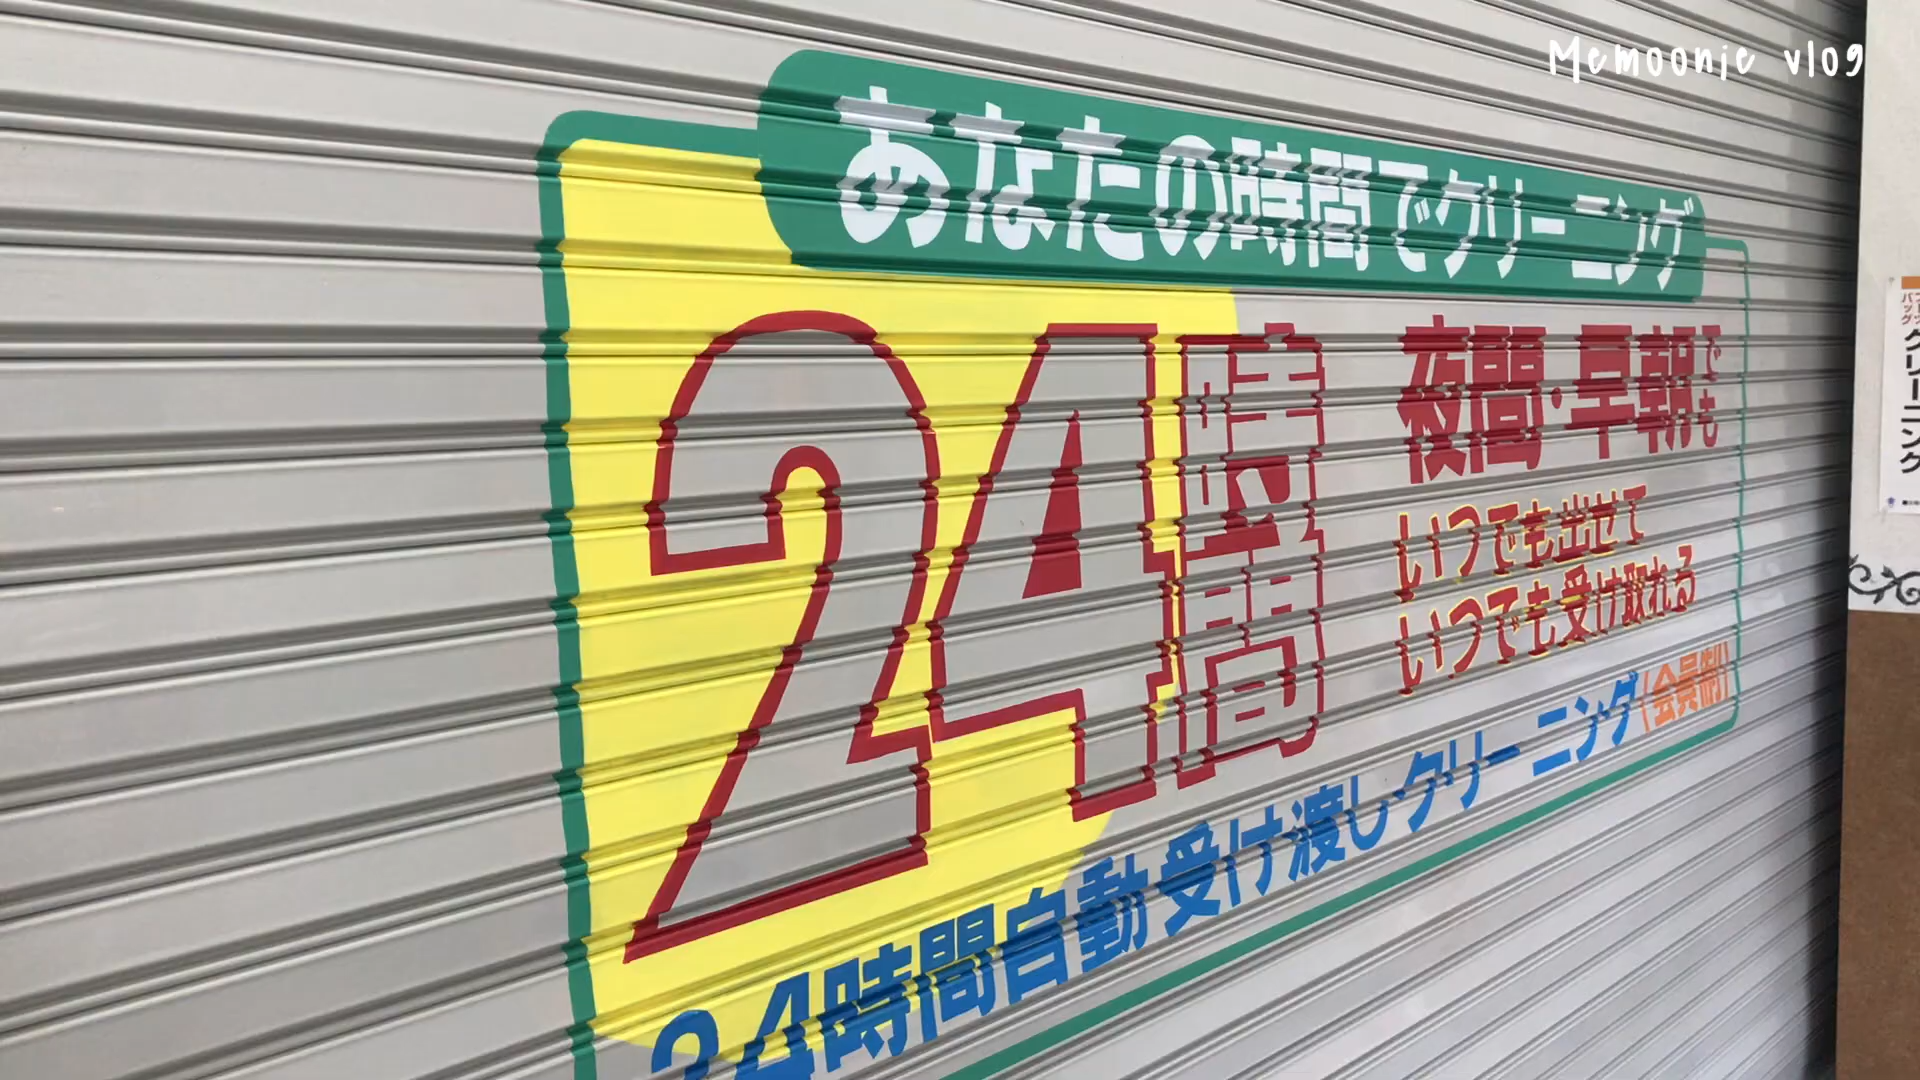 Memoonie vlog
あなたの時間でクリーニング
24時間
夜間・早朝でも
いつでも出せて
いつでも受け取れる
24時間自動受け渡しクリーニング(会員制)
クリーニング